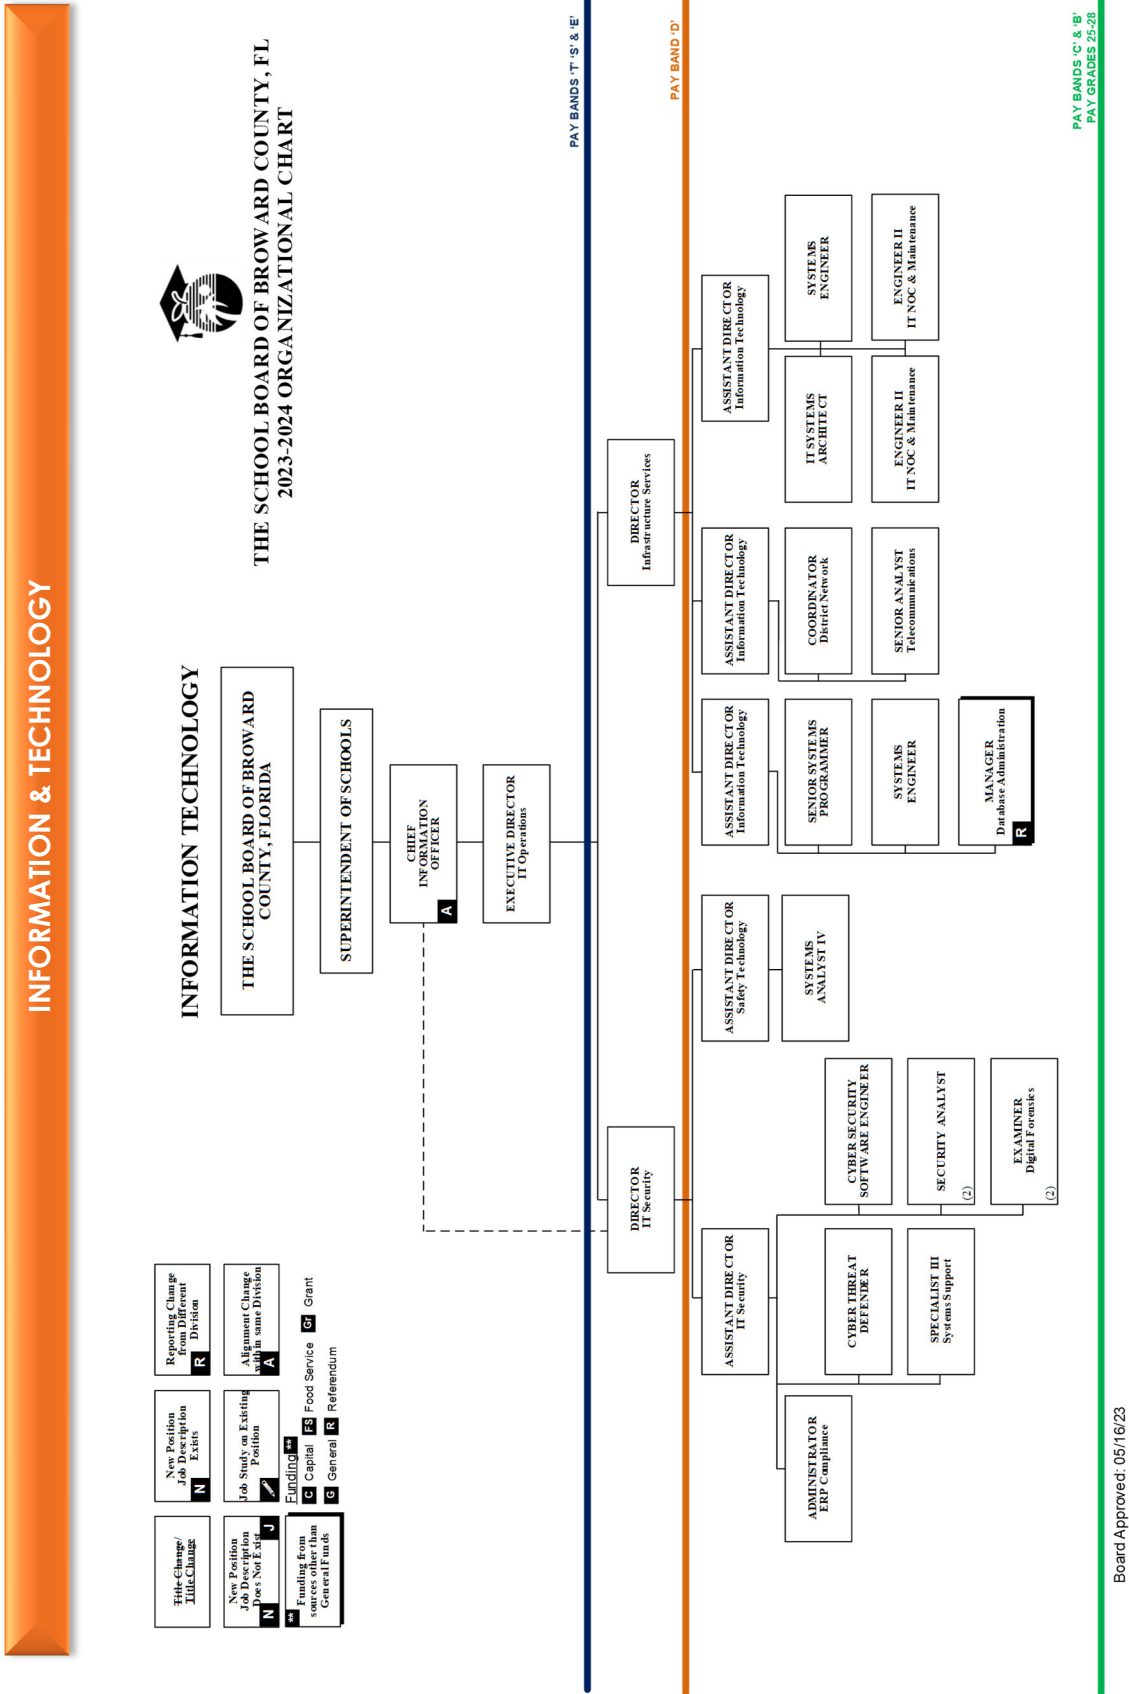 INFORMATION & TECHNOLOGY
THE SCHOOL BOARD OF BROWARD COUNTY, FL
2023-2024 ORGANIZATIONAL CHART
INFORMATION TECHNOLOGY
Title Change/
Title Change
New Position
Job Description
Exists
N
Reporting Change
from Different
Division
R
New Position
Job Description
Does Not Exist
N
J
Job Study on Existing
Position
Alignment Change
within same Division
A
**
Funding from
sources other than
General Funds
Funding **
C Capital FS Food Service Gr Grant
G General R Referendum
THE SCHOOL BOARD OF BROWARD
COUNTY, FLORIDA
SUPERINTENDENT OF SCHOOLS
CHIEF
INFORMATION
OFFICER
A
EXECUTIVE DIRECTOR
IT Operations
PAY BANDS 'T' 'S' & 'E'
DIRECTOR
IT Security
DIRECTOR
Infrastructure Services
PAY BAND 'D'
ASSISTANT DIRECTOR
IT Security
ASSISTANT DIRECTOR
Safety Technology
ASSISTANT DIRECTOR
Information Technology
ASSISTANT DIRECTOR
Information Technology
ASSISTANT DIRECTOR
Information Technology
ADMINISTRATOR
ERP Compliance
CYBER THREAT
DEFENDER
CYBER SECURITY
SOFTWARE ENGINEER
SPECIALIST III
Systems Support
SECURITY ANALYST
(2)
EXAMINER
Digital Forensics
(2)
SYSTEMS
ANALYST IV
SENIOR SYSTEMS
PROGRAMMER
SYSTEMS
ENGINEER
MANAGER
Database Administration
R
COORDINATOR
District Network
SENIOR ANALYST
Telecommunications
IT SYSTEMS
ARCHITECT
SYSTEMS
ENGINEER
ENGINEER II
IT NOC & Maintenance
ENGINEER II
IT NOC & Maintenance
PAY BANDS 'C' & 'B'
PAY GRADES 25-28
Board Approved: 05/16/23